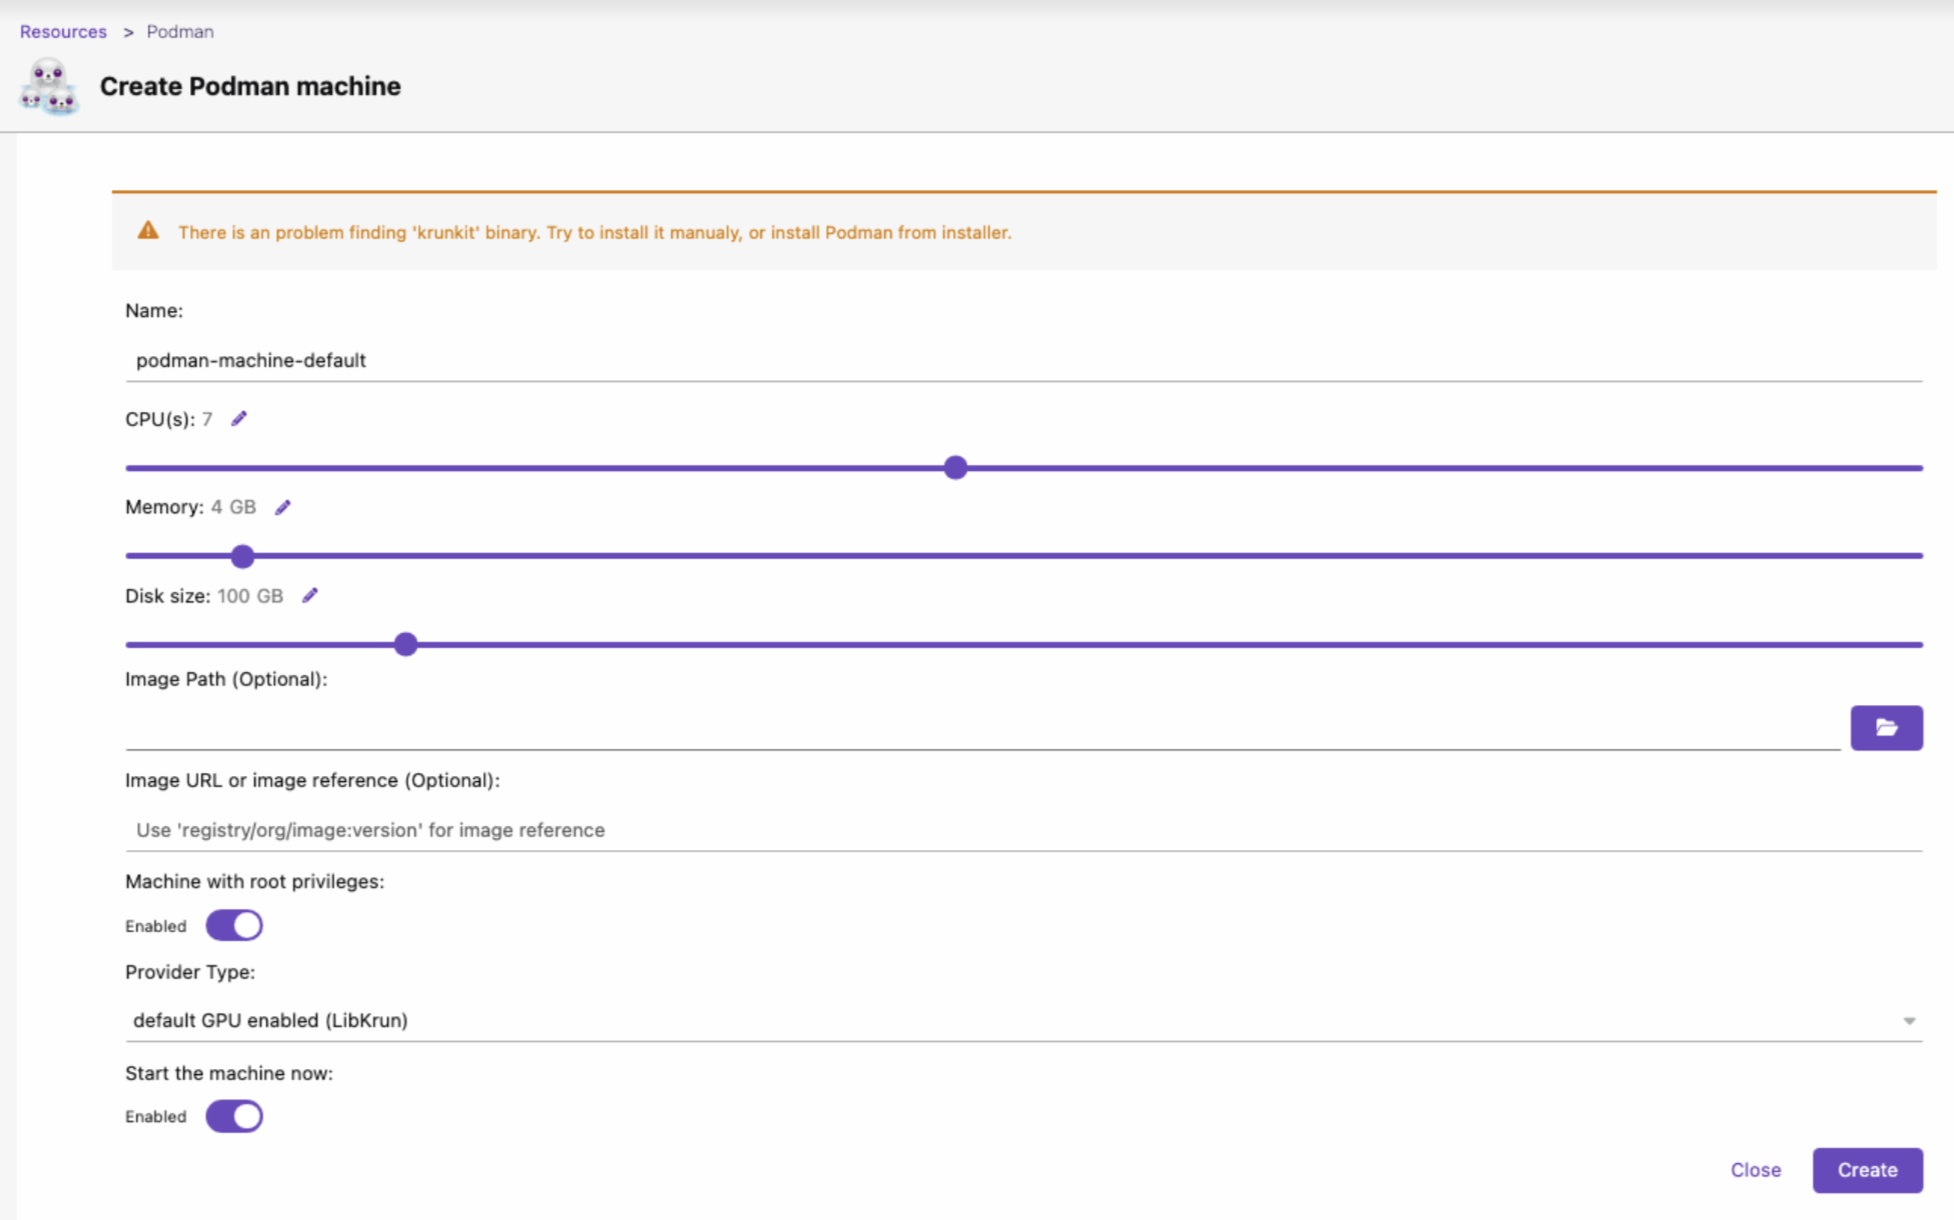 Resources > Podman
Create Podman machine
There is an problem finding 'krunkit' binary. Try to install it manualy, or install Podman from installer.
Name:
podman-machine-default
CPU(s): 7
Memory: 4 GB
Disk size: 100 GB
Image Path (Optional):
Image URL or image reference (Optional):
Use 'registry/org/image:version' for image reference
Machine with root privileges:
Enabled
Provider Type:
default GPU enabled (LibKrun)
Start the machine now:
Enabled
Close Create